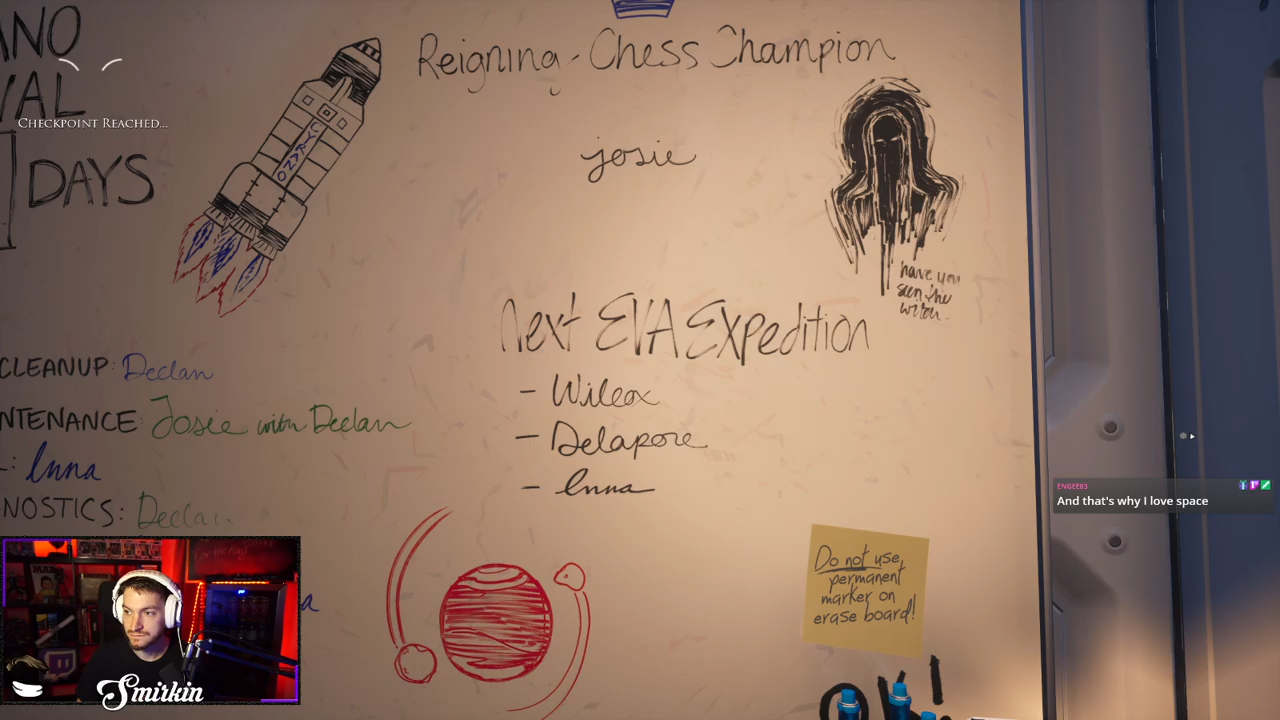 ANO
VAL
DAYS
CHECKPOINT REACHED...
CYRANO
Reigning Chess Champion
josie
have you
seen the
witch.
Next EVA Expedition
- Wilcox
- Delapore
- Inna
CLEANUP: Declan
NTENANCE: Josie with Declan
: Inna
NOSTICS: Declan
a
Do not use
permanent
marker on
erase board!
ENGEE83
And that's why I love space
Smirkin